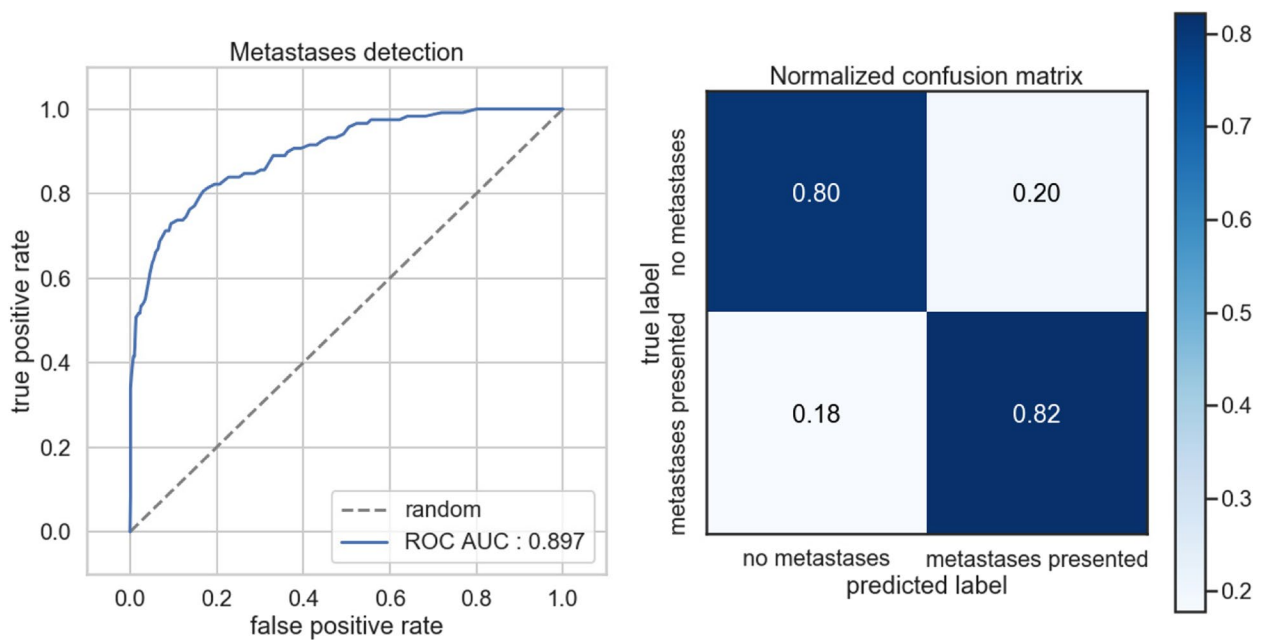 Metastases detection
true positive rate
1.0
0.8
0.6
0.4
0.2
0.0
random
ROC AUC : 0.897
0.0 0.2 0.4 0.6 0.8 1.0
false positive rate
Normalized confusion matrix
true label
no metastases
metastases presented
0.80 0.20
0.18 0.82
no metastases metastases presented
predicted label
0.8
0.7
0.6
0.5
0.4
0.3
0.2